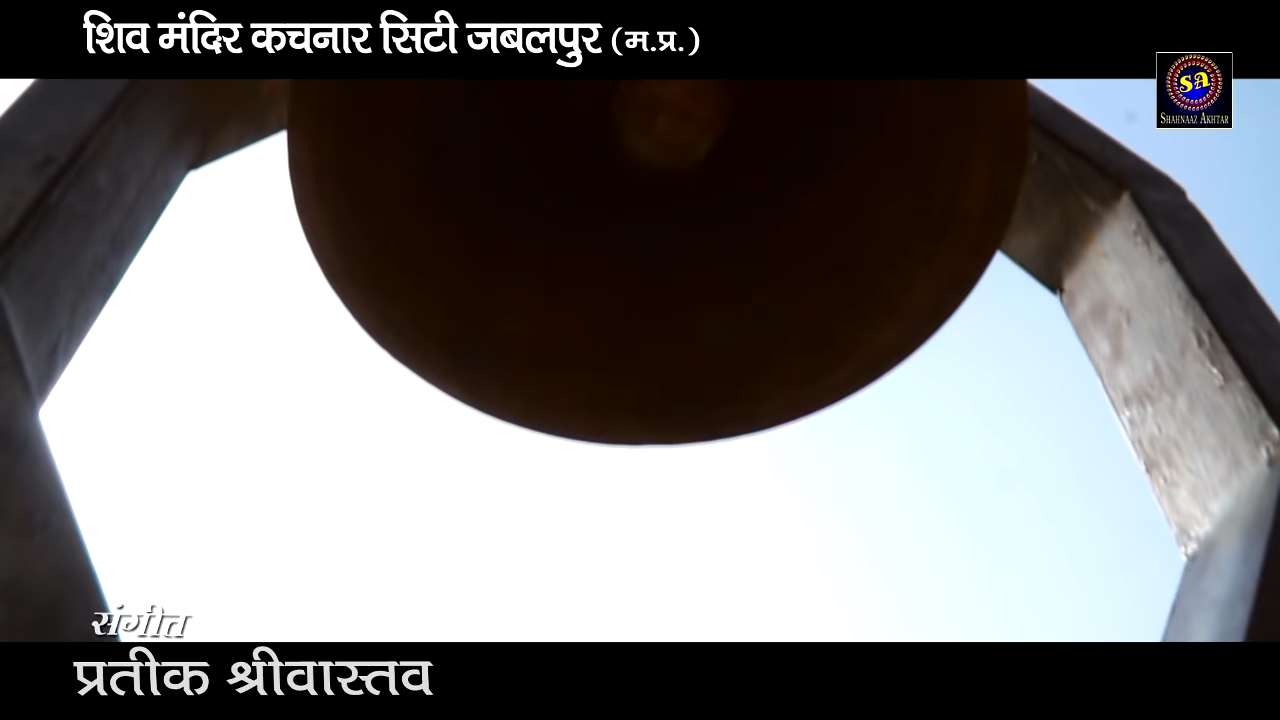 शिव मंदिर कचनार सिटी जबलपुर (म.प्र.)
SA
SHAHNAAZ AKHTAR
संगीत
प्रतीक श्रीवास्तव